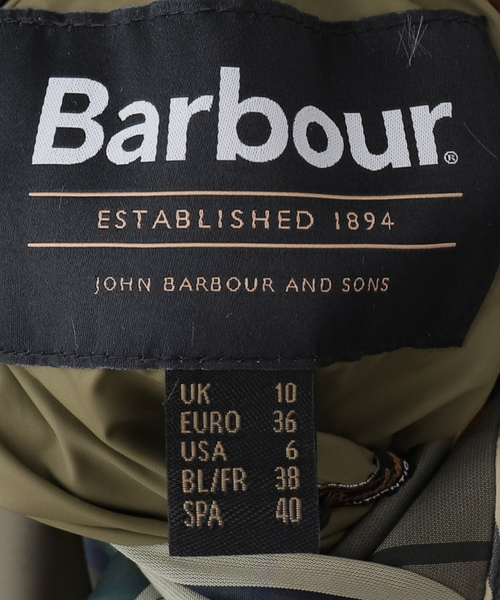 Barbour®
ESTABLISHED 1894
JOHN BARBOUR AND SONS
UK 10
EURO 36
USA 6
BL/FR 38
SPA 40